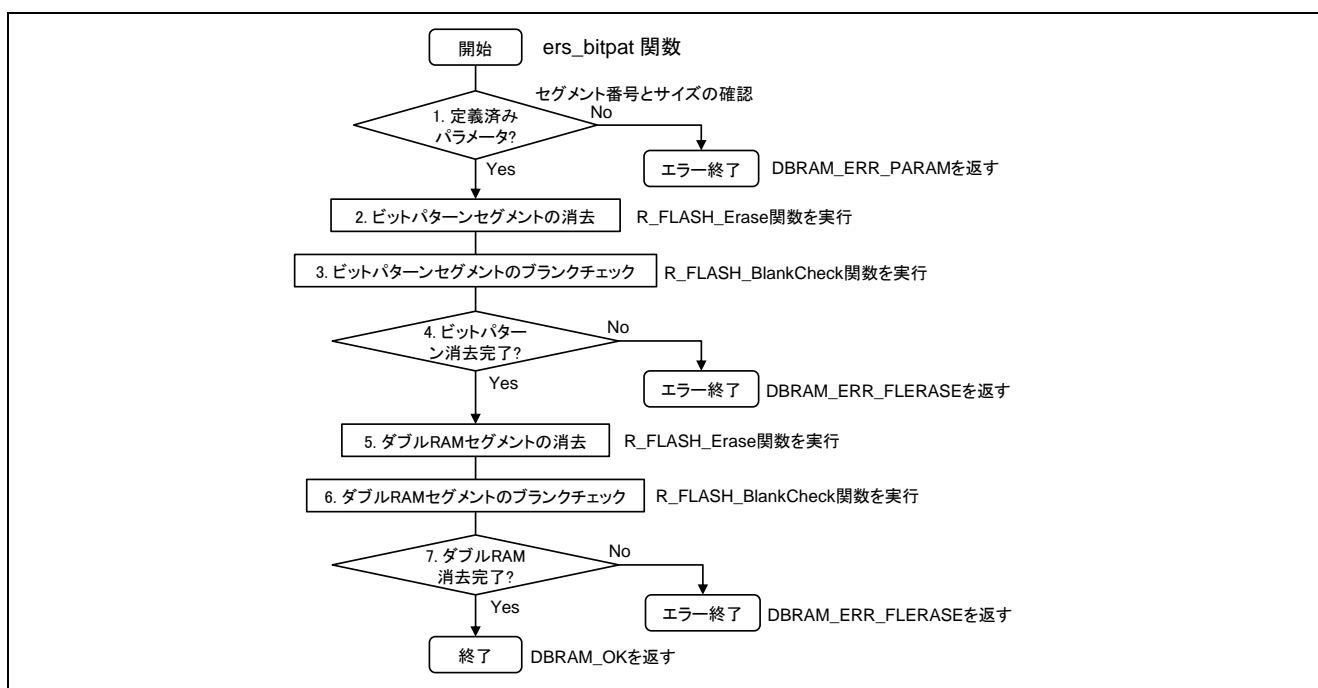 開始
ers_bitpat 関数
セグメント番号とサイズの確認
1. 定義済み
パラメータ?
No
エラー終了
DBRAM_ERR_PARAMを返す
Yes
2. ビットパターンセグメントの消去
R_FLASH_Erase関数を実行
3. ビットパターンセグメントのブランクチェック
R_FLASH_BlankCheck関数を実行
4. ビットパター
ン消去完了?
No
エラー終了
DBRAM_ERR_FLERASEを返す
Yes
5. ダブルRAMセグメントの消去
R_FLASH_Erase関数を実行
6. ダブルRAMセグメントのブランクチェック
R_FLASH_BlankCheck関数を実行
7. ダブルRAM
消去完了?
No
エラー終了
DBRAM_ERR_FLERASEを返す
Yes
終了
DBRAM_OKを返す